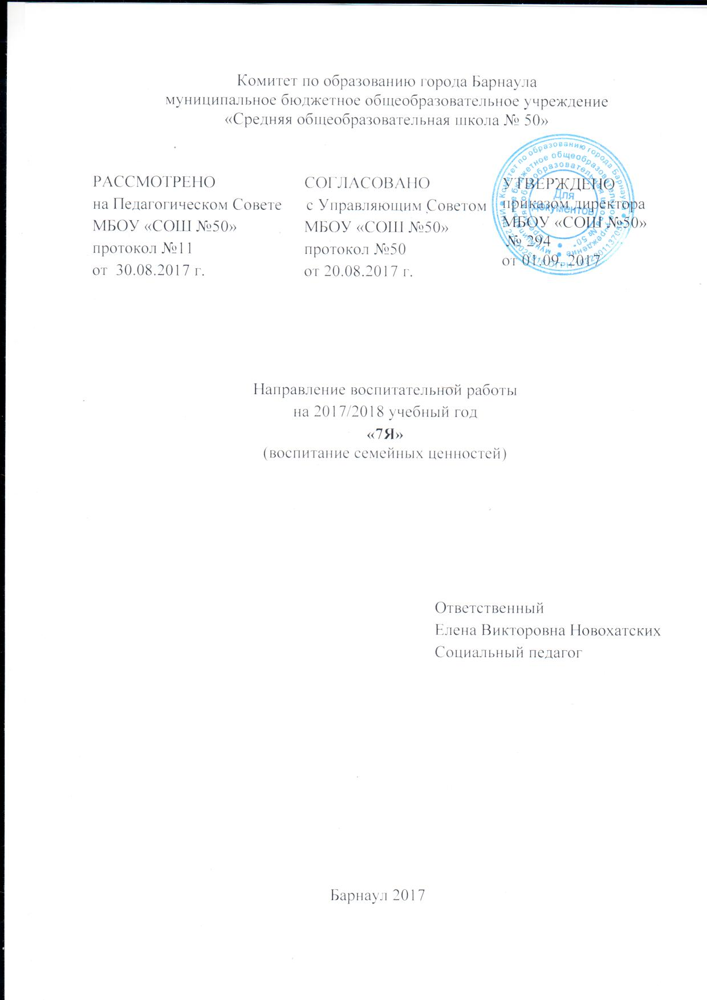 Комитет по образованию города Барнаула
муниципальное бюджетное общеобразовательное учреждение
«Средняя общеобразовательная школа № 50»
РАССМОТРЕНО
на Педагогическом Совете
МБОУ «СОШ №50»
протокол №11
от 30.08.2017 г.
СОГЛАСОВАНО
с Управляющим Советом
МБОУ «СОШ №50»
протокол №50
от 20.08.2017 г.
УТВЕРЖДЕНО
приказом директора
МБОУ «СОШ №50»
№ 294
от 01.09. 2017
Комитет по образованию города Барнаула
Для
документов
Направление воспитательной работы
на 2017/2018 учебный год
«7Я»
(воспитание семейных ценностей)
Ответственный
Елена Викторовна Новохатских
Социальный педагог
Барнаул 2017